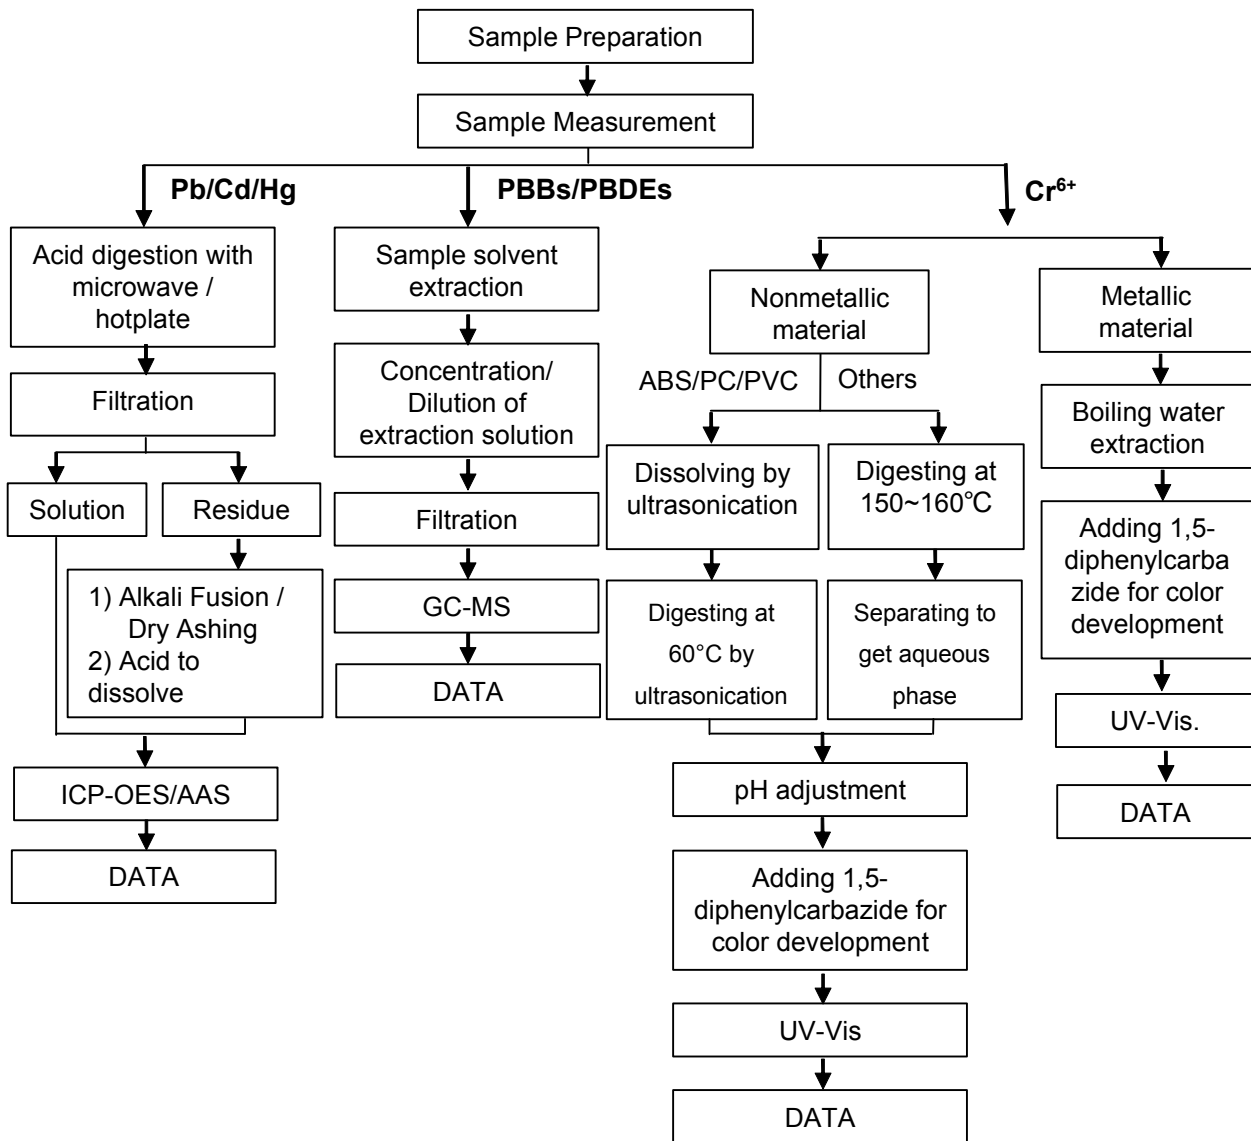 Sample Preparation
Sample Measurement
Pb/Cd/Hg
PBBs/PBDEs
Cr⁶⁺
Acid digestion with
microwave /
hotplate
Filtration
Solution
Residue
1) Alkali Fusion /
Dry Ashing
2) Acid to
dissolve
ICP-OES/AAS
DATA
Sample solvent
extraction
Concentration/
Dilution of
extraction solution
Filtration
GC-MS
DATA
Nonmetallic
material
ABS/PC/PVC
Others
Dissolving by
ultrasonication
Digesting at
60°C by
ultrasonication
Digesting at
150~160℃
Separating to
get aqueous
phase
pH adjustment
Adding 1,5-
diphenylcarbazide for
color development
UV-Vis
DATA
Metallic
material
Boiling water
extraction
Adding 1,5-
diphenylcarba
zide for color
development
UV-Vis.
DATA